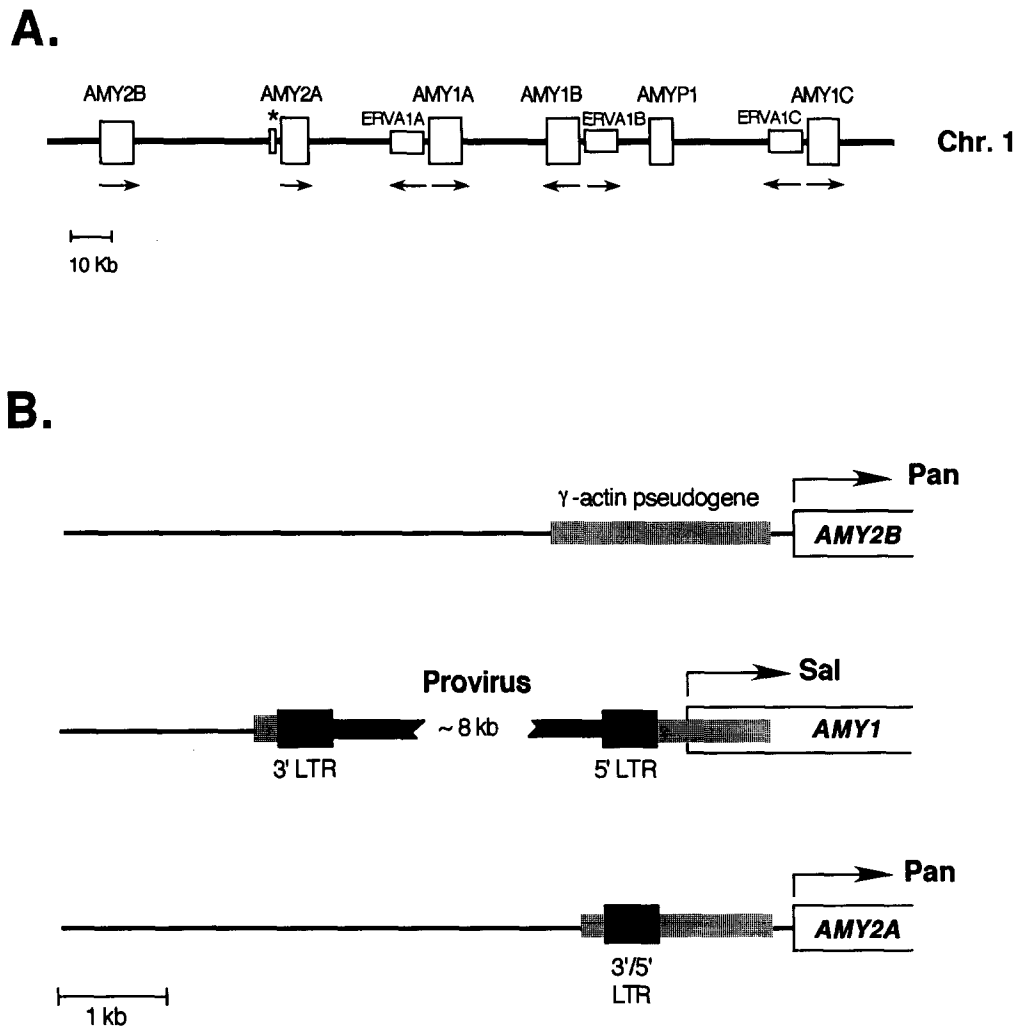 A.
AMY2B AMY2A AMY1A AMY1B AMYP1 AMY1C
* ERVA1A ERVA1B ERVA1C
Chr. 1
10 Kb
B.
γ-actin pseudogene
Pan
AMY2B
Provirus
~ 8 kb
Sal
AMY1
3' LTR
5' LTR
Pan
AMY2A
3'/5'
LTR
1 kb